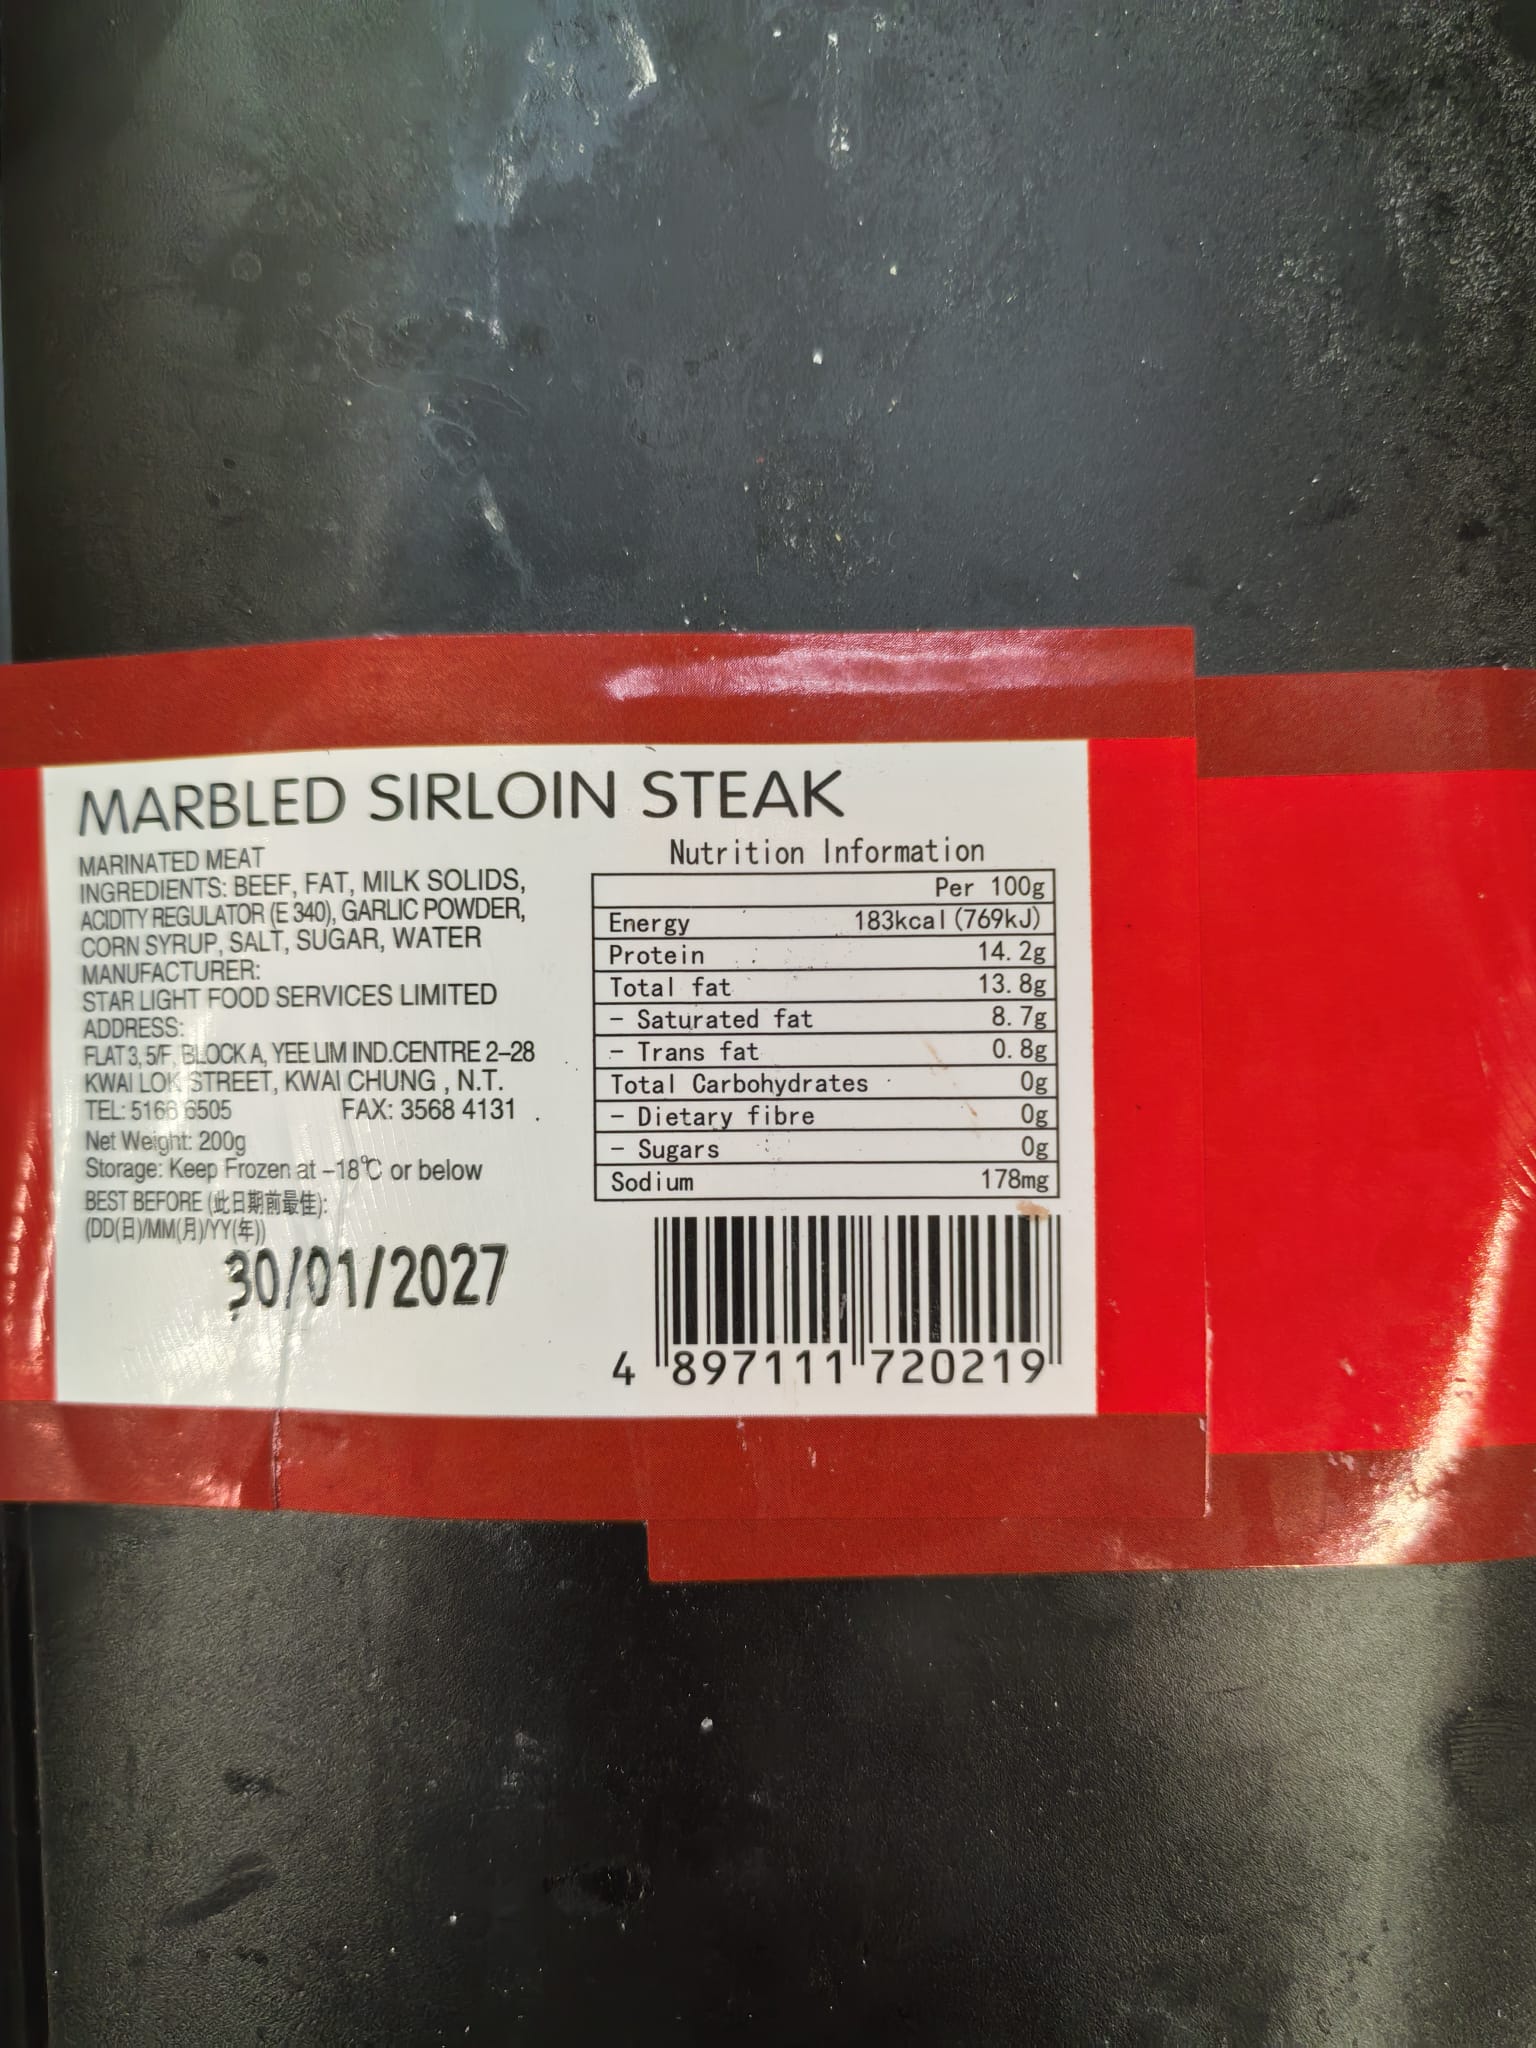 MARBLED SIRLOIN STEAK
MARINATED MEAT
INGREDIENTS: BEEF, FAT, MILK SOLIDS,
ACIDITY REGULATOR (E 340), GARLIC POWDER,
CORN SYRUP, SALT, SUGAR, WATER
MANUFACTURER:
STAR LIGHT FOOD SERVICES LIMITED
ADDRESS:
FLAT 3, 5/F, BLOCK A, YEE LIM IND.CENTRE 2-28
KWAI LOK STREET, KWAI CHUNG , N.T.
TEL: 5166 6505 FAX: 3568 4131
Net Weight: 200g
Storage: Keep Frozen at -18℃ or below
BEST BEFORE (此日期前最佳):
(DD(日)/MM(月)/YY(年))
30/01/2027
Nutrition Information
Per 100g
Energy 183kcal (769kJ)
Protein 14.2g
Total fat 13.8g
- Saturated fat 8.7g
- Trans fat 0.8g
Total Carbohydrates 0g
- Dietary fibre 0g
- Sugars 0g
Sodium 178mg
4 897111 720219